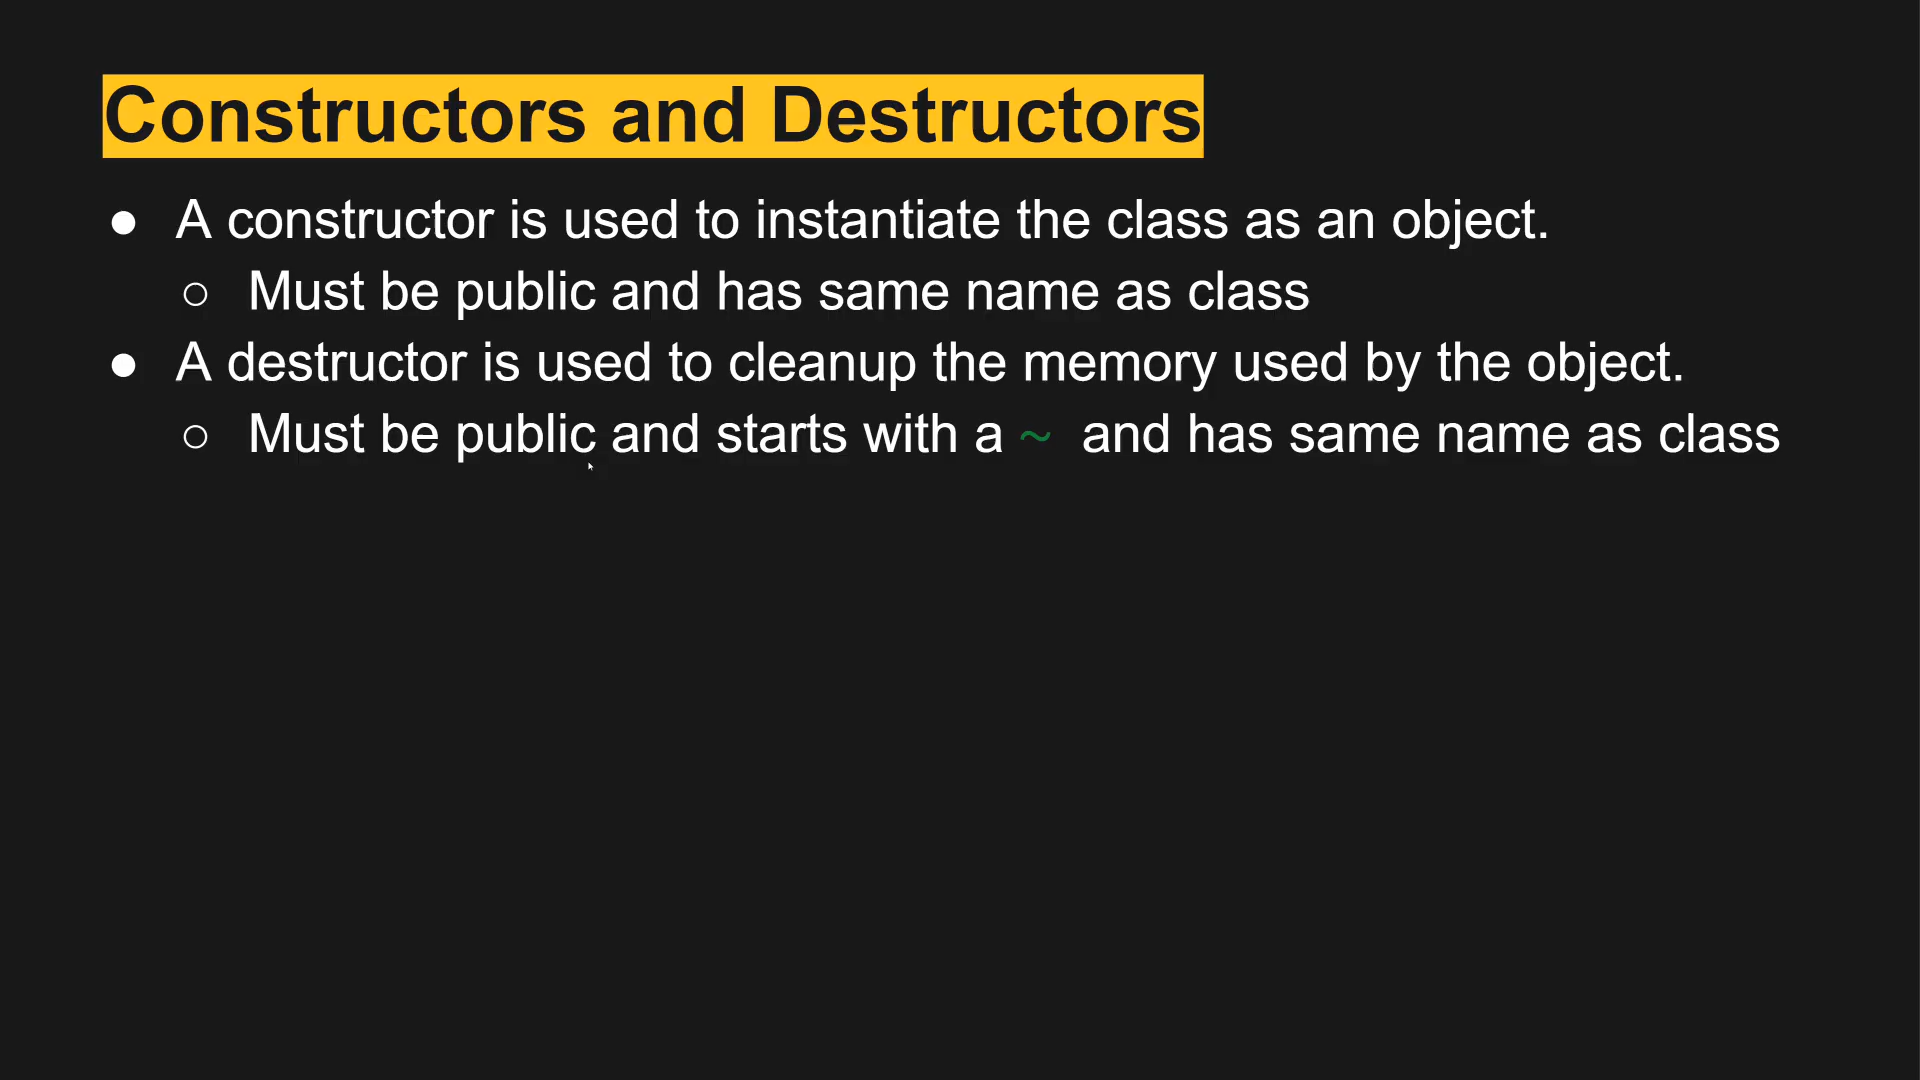 Constructors and Destructors
● A constructor is used to instantiate the class as an object.
○ Must be public and has same name as class
● A destructor is used to cleanup the memory used by the object.
○ Must be public and starts with a ~ and has same name as class